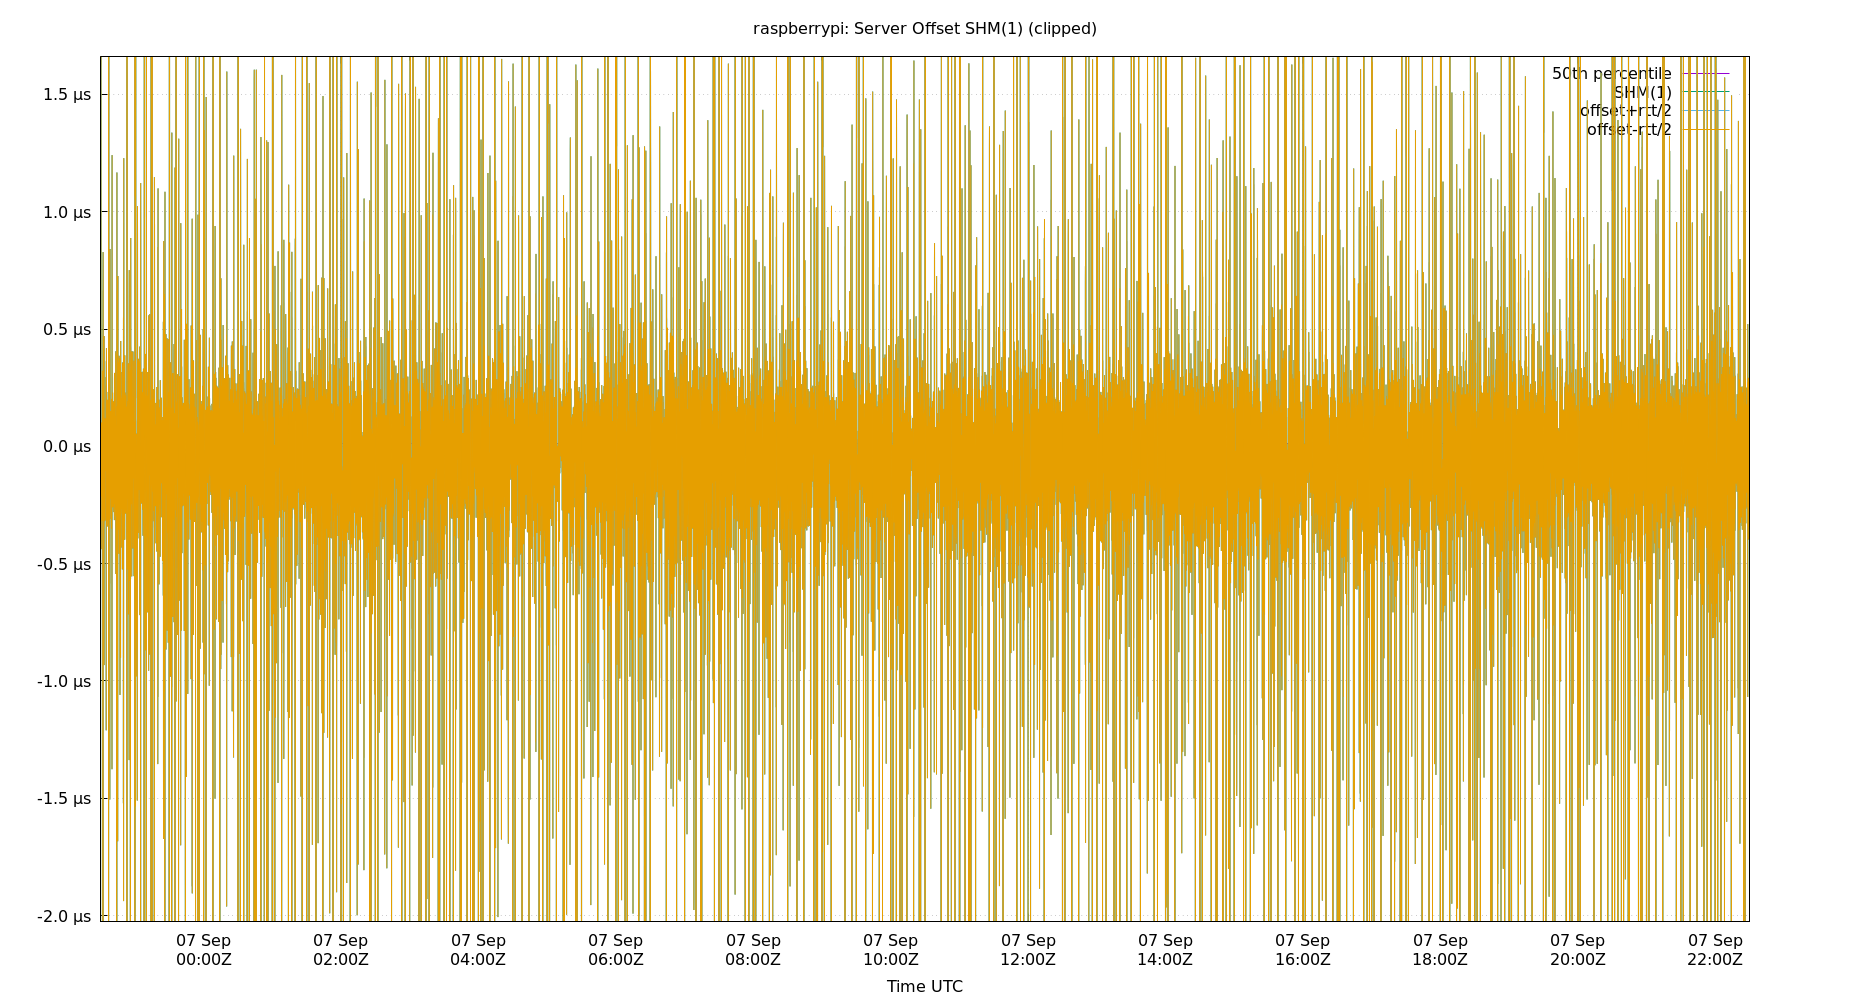 raspberrypi: Server Offset SHM(1) (clipped)
50th percentile
SHM(1)
offset+rtt/2
offset-rtt/2
1.5 µs
1.0 µs
0.5 µs
0.0 µs
-0.5 µs
-1.0 µs
-1.5 µs
-2.0 µs
07 Sep 07 Sep 07 Sep 07 Sep 07 Sep 07 Sep 07 Sep 07 Sep 07 Sep 07 Sep 07 Sep 07 Sep
00:00Z 02:00Z 04:00Z 06:00Z 08:00Z 10:00Z 12:00Z 14:00Z 16:00Z 18:00Z 20:00Z 22:00Z
Time UTC